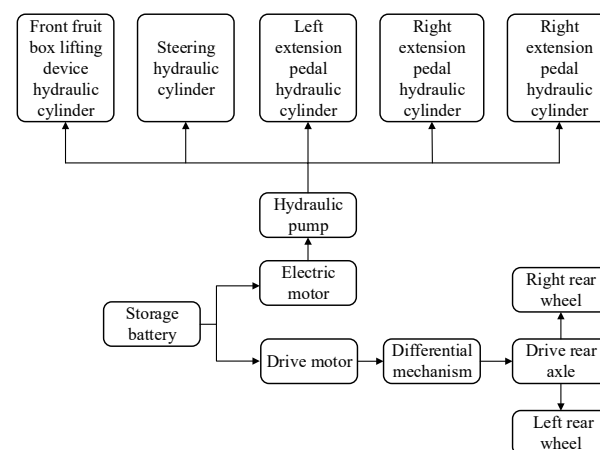 Front fruit
box lifting
device
hydraulic
cylinder
Steering
hydraulic
cylinder
Left
extension
pedal
hydraulic
cylinder
Right
extension
pedal
hydraulic
cylinder
Right
extension
pedal
hydraulic
cylinder
Hydraulic
pump
Electric
motor
Storage
battery
Drive motor
Differential
mechanism
Right rear
wheel
Drive rear
axle
Left rear
wheel